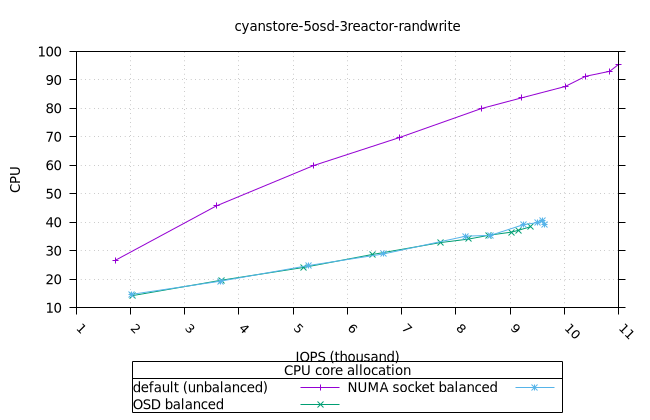 cyanstore-5osd-3reactor-randwrite
100
90
80
70
60
50
40
30
20
10
CPU
1 2 3 4 5 6 7 8 9 10 11
IOPS (thousand)
CPU core allocation
default (unbalanced) NUMA socket balanced
OSD balanced